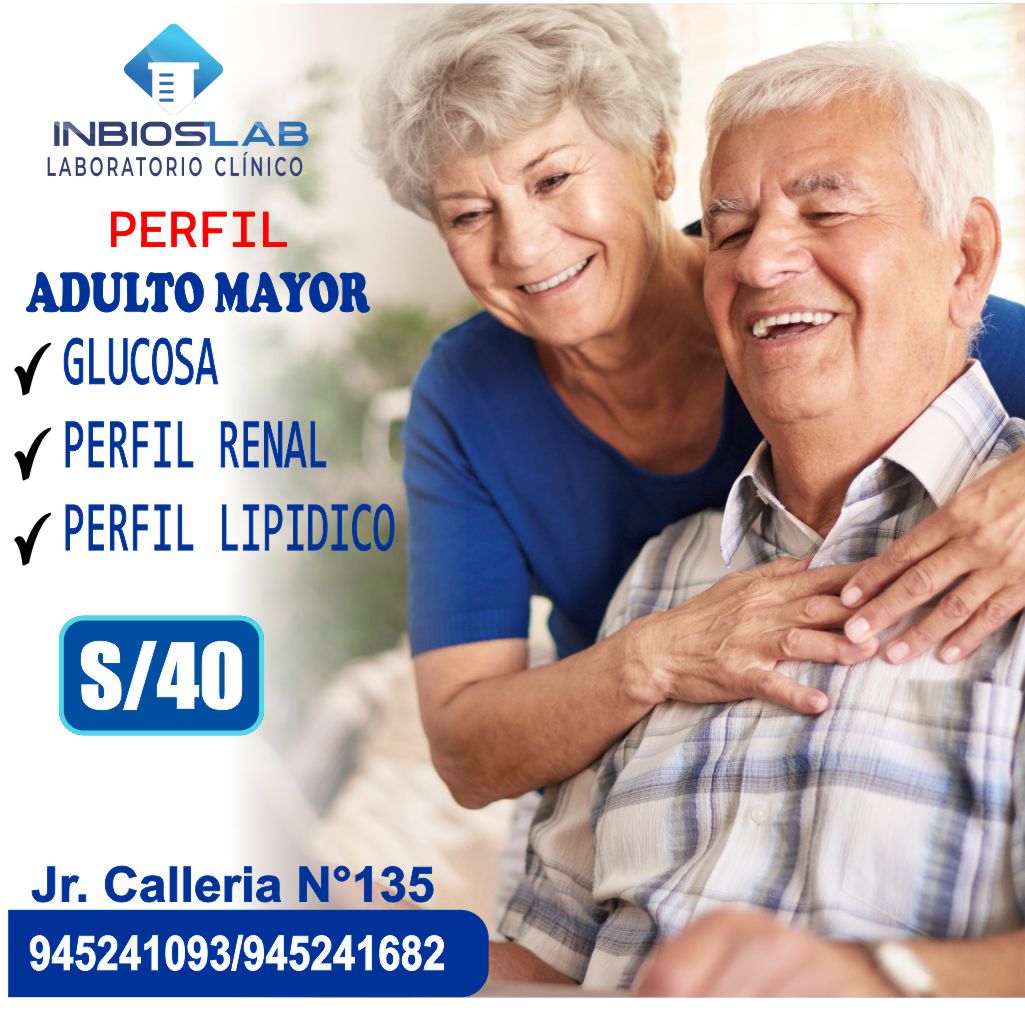 INBIOSLAB
LABORATORIO CLÍNICO
PERFIL
ADULTO MAYOR
GLUCOSA
PERFIL RENAL
PERFIL LIPIDICO
S/40
Jr. Calleria N°135
945241093/945241682